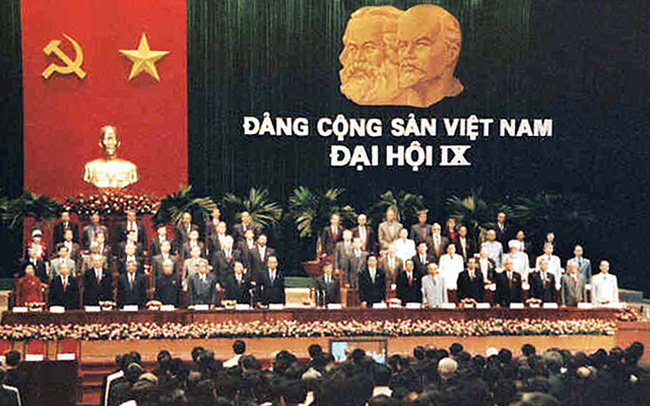 ĐẢNG CỘNG SẢN VIỆT NAM
ĐẠI HỘI IX